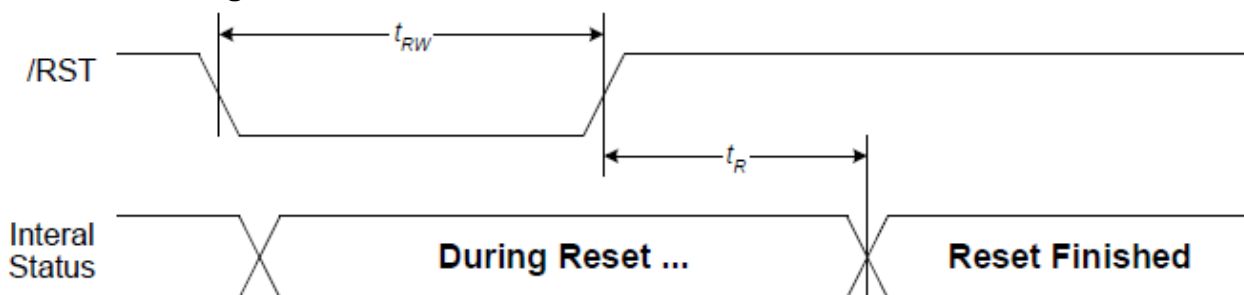 t_RW
/RST
t_R
Interal
Status
During Reset ...
Reset Finished